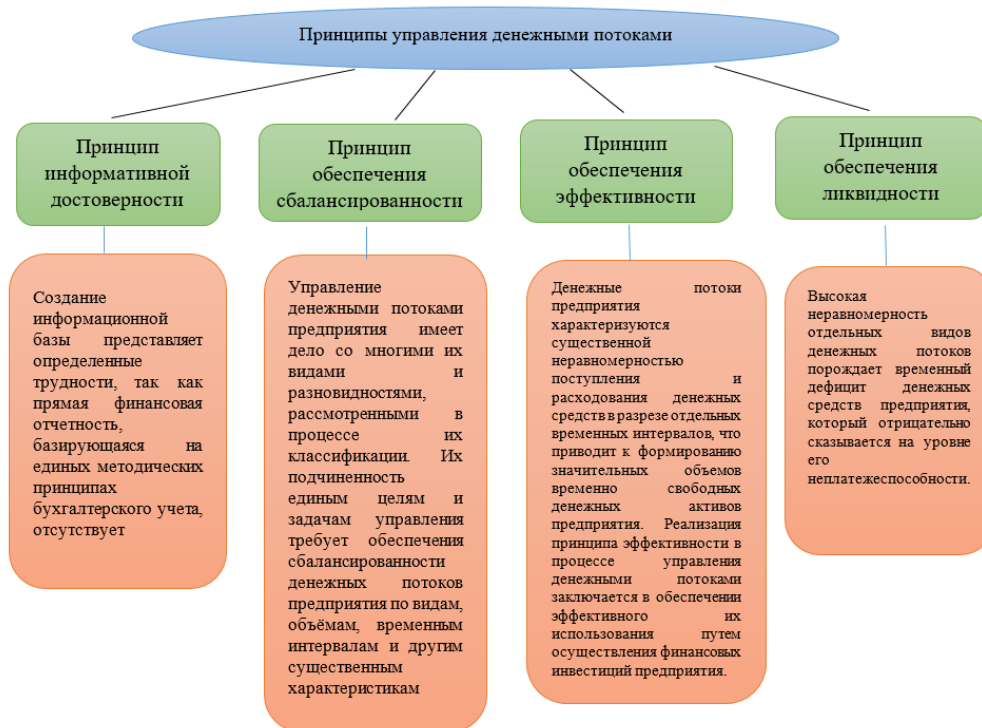 Принципы управления денежными потоками
Принцип
информативной
достоверности
Принцип
обеспечения
сбалансированности
Принцип
обеспечения
эффективности
Принцип
обеспечения
ликвидности
Создание
информационной
базы представляет
определенные
трудности, так как
прямая финансовая
отчетность,
базирующаяся на
единых методических
принципах
бухгалтерского учета,
отсутствует
Управление
денежными потоками
предприятия имеет
дело со многими их
видами и
разновидностями,
рассмотренными в
процессе их
классификации. Их
подчиненность
единым целям и
задачам управления
требует обеспечения
сбалансированности
денежных потоков
предприятия по видам,
объёмам, временным
интервалам и другим
существенным
характеристикам
Денежные потоки
предприятия
характеризуются
существенной
неравномерностью
поступления и
расходования денежных
средств в разрезе отдельных
временных интервалов, что
приводит к формированию
значительных объемов
временно свободных
денежных активов
предприятия. Реализация
принципа эффективности в
процессе управления
денежными потоками
заключается в обеспечении
эффективного их
использования путем
осуществления финансовых
инвестиций предприятия.
Высокая
неравномерность
отдельных видов
денежных потоков
порождает временный
дефицит денежных
средств предприятия,
который отрицательно
сказывается на уровне
его
неплатежеспособности.